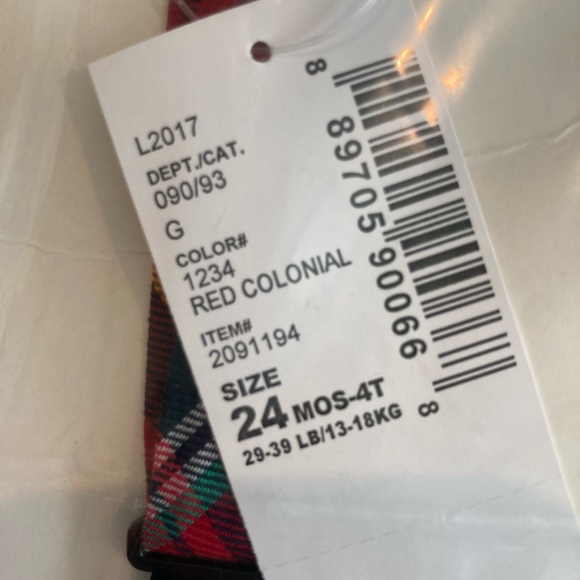 L2017
DEPT./CAT.
090/93
G
COLOR#
1234
RED COLONIAL
ITEM#
2091194
SIZE
24 MOS-4T
29-39 LB/13-18KG
8 89705 90066 8